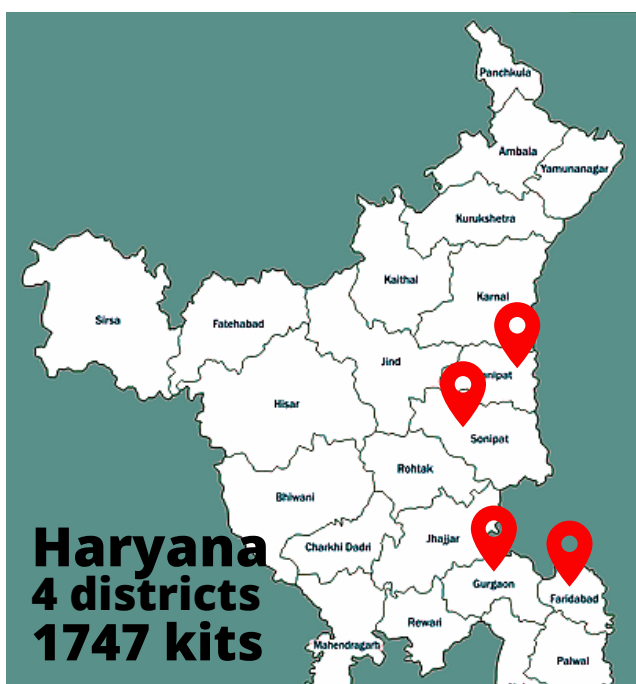 Panchkula
Ambala
Yamunanagar
Kurukshetra
Kaithal
Karnal
Sirsa
Fatehabad
Jind
nipat
Hisar
Sonipat
Rohtak
Bhiwani
Jhajjar
Charkhi Dadri
Gurgaon
Faridabad
Rewari
Mahendragarh
Palwal
Haryana
4 districts
1747 kits